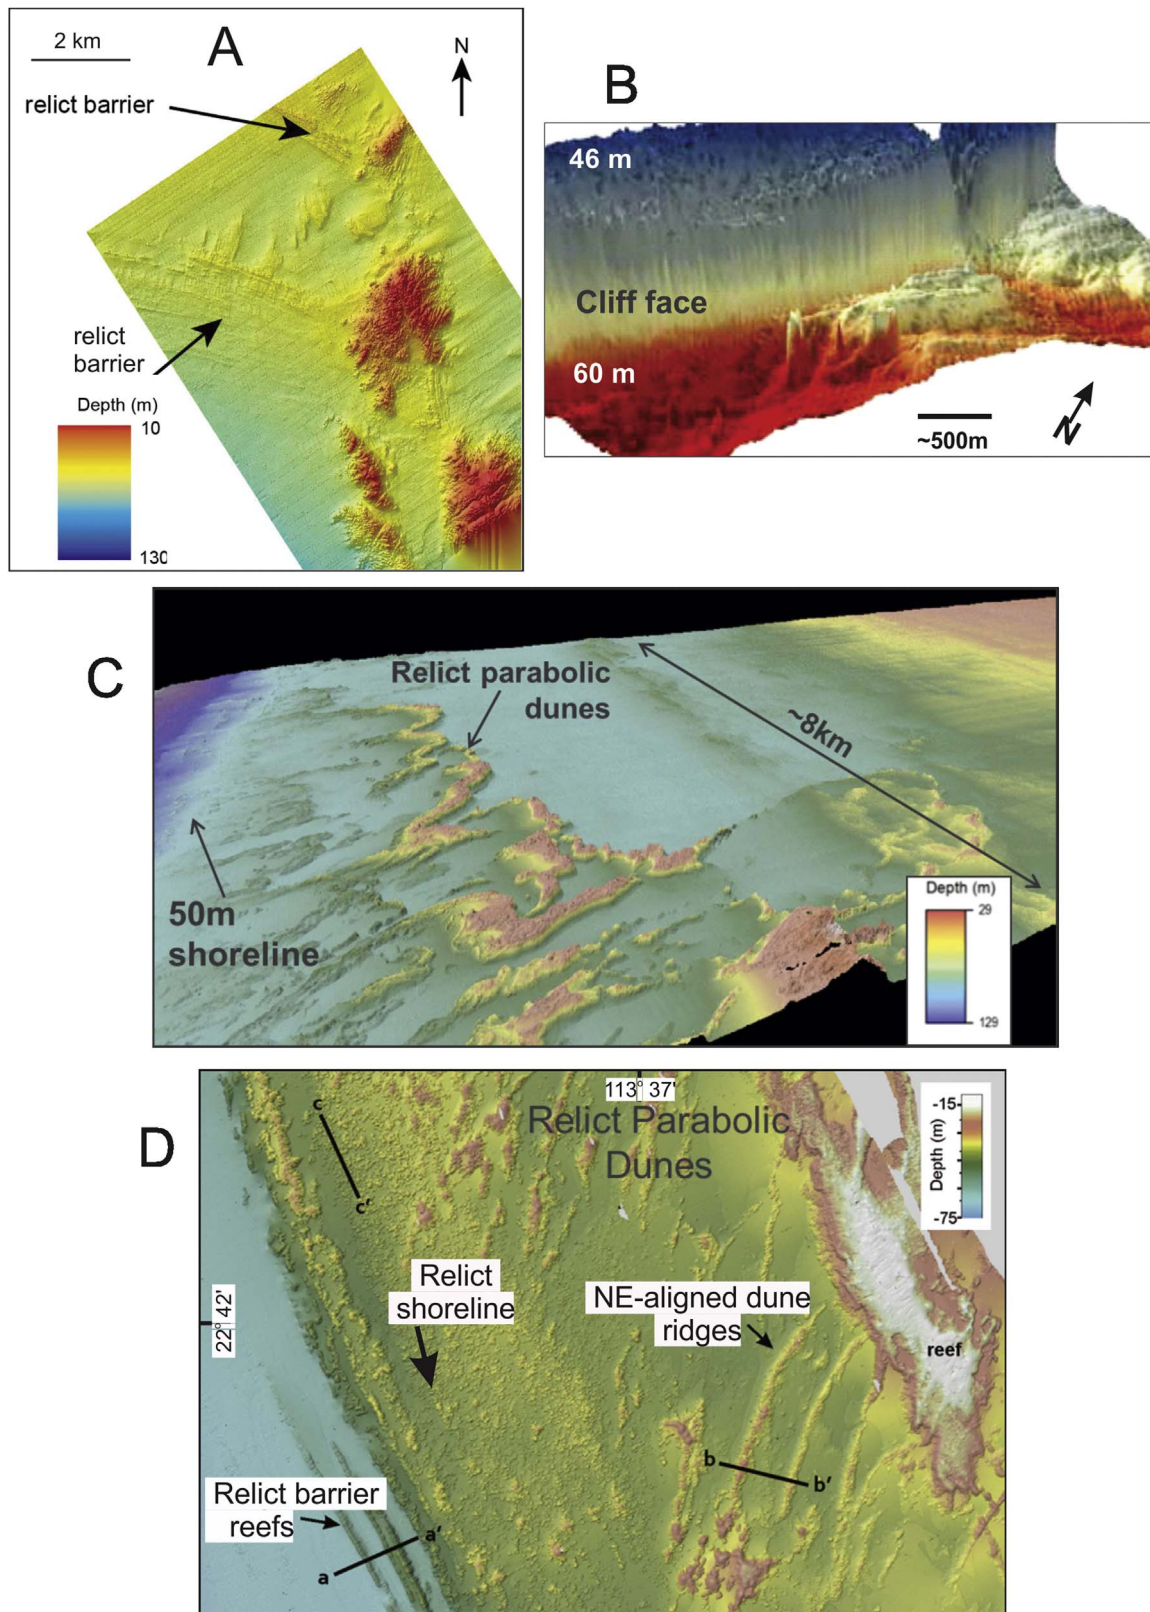 A
2 km
N
relict barrier
relict
barrier
Depth (m)
10
130
B
46 m
Cliff face
60 m
~500m
N
C
Relict parabolic
dunes
~8km
50m
shoreline
Depth (m)
29
129
D
113° 37'
Relict Parabolic
Dunes
c
c'
-15
Depth (m)
-75
22° 42'
Relict
shoreline
NE-aligned dune
ridges
reef
b
b'
Relict barrier
reefs
a
a'